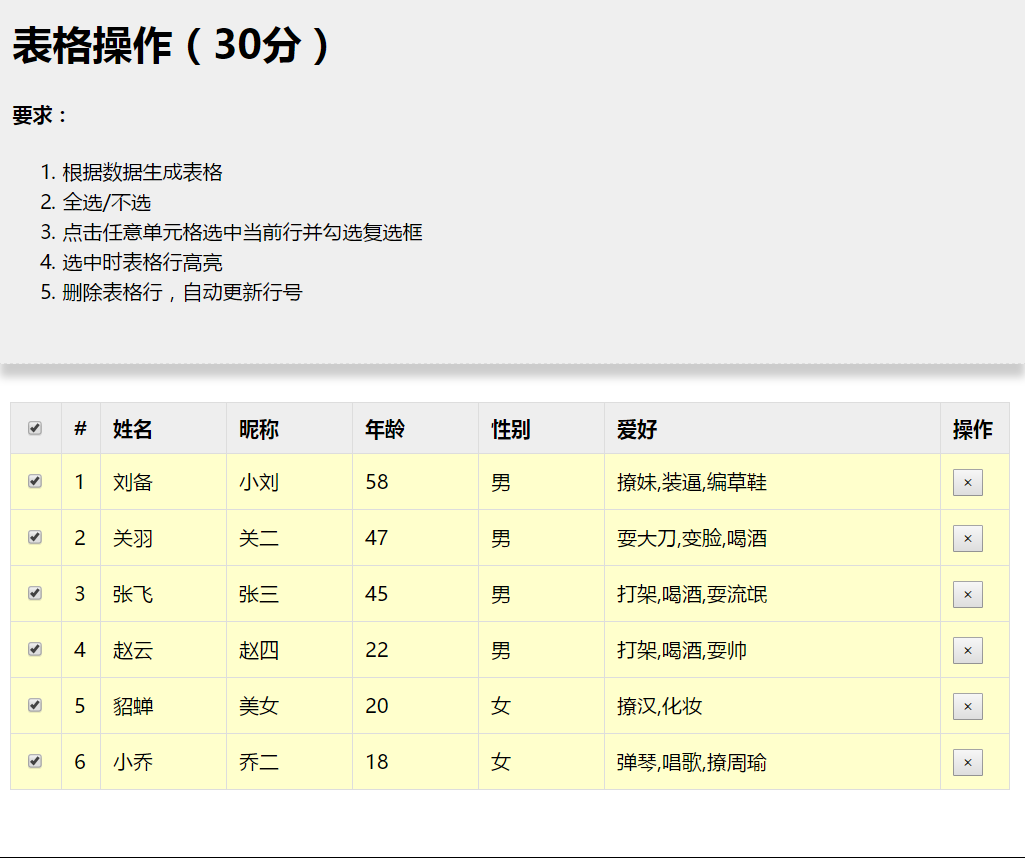 表格操作（30分）
要求：
1. 根据数据生成表格
2. 全选/不选
3. 点击任意单元格选中当前行并勾选复选框
4. 选中时表格行高亮
5. 删除表格行，自动更新行号
# 姓名 昵称 年龄 性别 爱好 操作
1 刘备 小刘 58 男 撩妹,装逼,编草鞋 ×
2 关羽 关二 47 男 耍大刀,变脸,喝酒 ×
3 张飞 张三 45 男 打架,喝酒,耍流氓 ×
4 赵云 赵四 22 男 打架,喝酒,耍帅 ×
5 貂蝉 美女 20 女 撩汉,化妆 ×
6 小乔 乔二 18 女 弹琴,唱歌,撩周瑜 ×